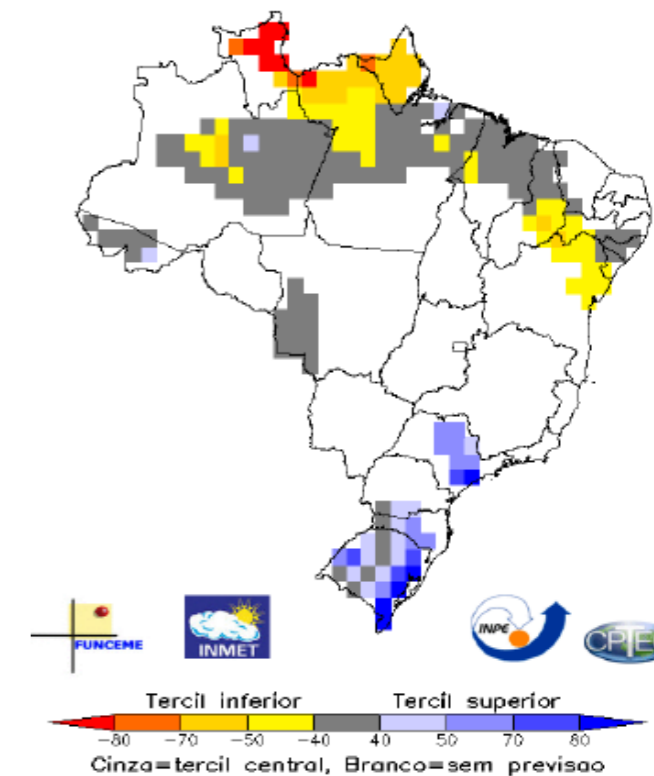 FUNCEME
INMET
INPE
CPTE
Tercil inferior Tercil superior
-80 -70 -50 -40 40 50 70 80
Cinza=tercil central, Branco=sem previsao